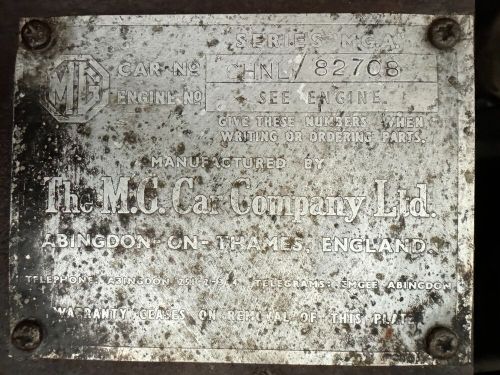 SERIES MGA
MG
CAR No HNL/82708
ENGINE No SEE ENGINE.
GIVE THESE NUMBERS WHEN
WRITING OR ORDERING PARTS.
MANUFACTURED BY
The M.G. Car Company Ltd.
ABINGDON-ON-THAMES, ENGLAND.
TELEPHONE: ABINGDON TELEGRAMS: EMGEE ABINGDON
WARRANTY CEASES ON REMOVAL OF THIS PLATE